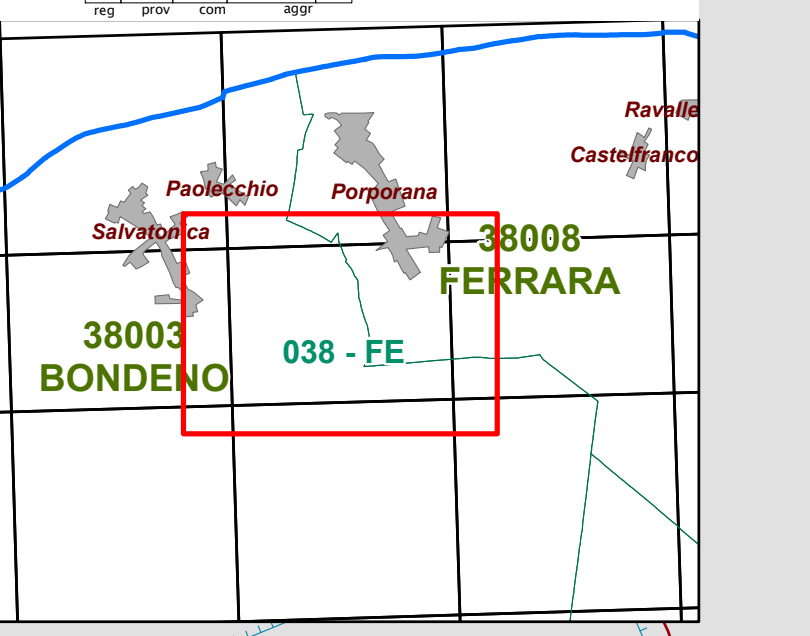 reg prov com aggr
Ravalle
Castelfranco
Paolecchio
Porporana
Salvatonica
38008
FERRARA
38003
BONDENO
038 - FE